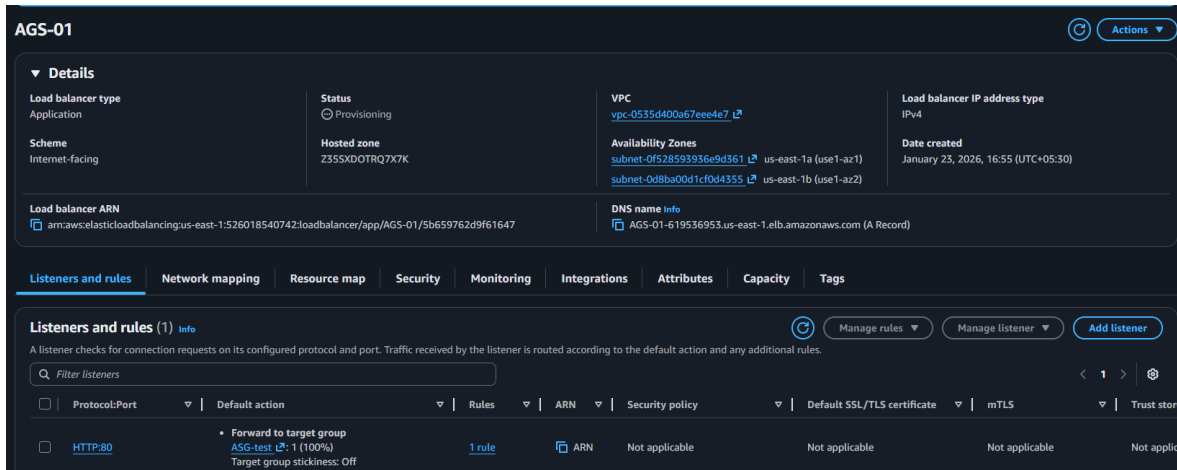 AGS-01
Actions
Details
Load balancer type
Application
Status
Provisioning
VPC
vpc-0535d400a67eee4e7
Load balancer IP address type
IPv4
Scheme
Internet-facing
Hosted zone
Z35SXDOTRQ7X7K
Availability Zones
subnet-0f528593936e9d361 us-east-1a (use1-az1)
subnet-0d8ba00d1cf0d4355 us-east-1b (use1-az2)
Date created
January 23, 2026, 16:55 (UTC+05:30)
Load balancer ARN
arn:aws:elasticloadbalancing:us-east-1:526018540742:loadbalancer/app/AGS-01/5b659762d9f61647
DNS name Info
AGS-01-619536953.us-east-1.elb.amazonaws.com (A Record)
Listeners and rules Network mapping Resource map Security Monitoring Integrations Attributes Capacity Tags
Listeners and rules (1) Info
Manage rules Manage listener Add listener
A listener checks for connection requests on its configured protocol and port. Traffic received by the listener is routed according to the default action and any additional rules.
Filter listeners
1
Protocol:Port Default action Rules ARN Security policy Default SSL/TLS certificate mTLS Trust stor
HTTP:80
• Forward to target group
ASG-test : 1 (100%)
Target group stickiness: Off
1 rule
ARN
Not applicable
Not applicable
Not applicable
Not applic